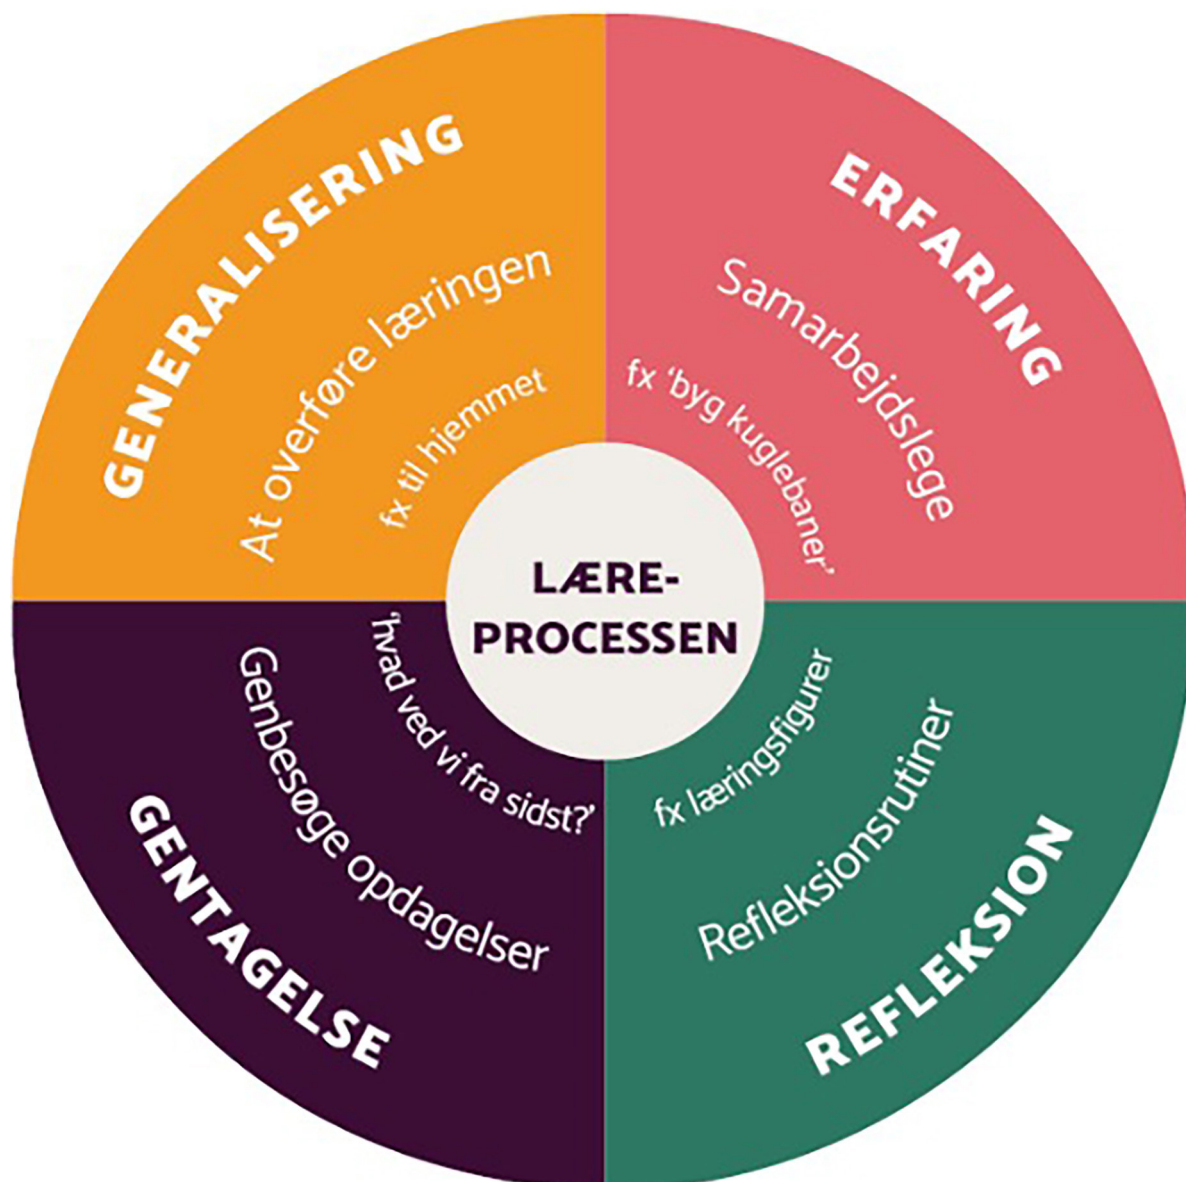 GENERALISERING
At overføre læringen
fx til hjemmet
ERFARING
Samarbejdslege
fx ‘byg kuglebaner’
LÆRE-
PROCESSEN
‘hvad ved vi fra sidst?’
Genbesøge opdagelser
GENTAGELSE
fx læringsfigurer
Refleksionsrutiner
REFLEKSION